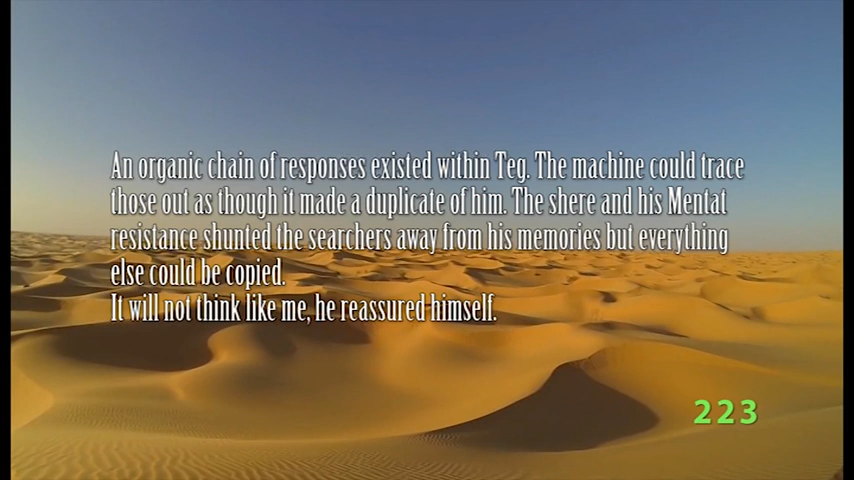 An organic chain of responses existed within Teg. The machine could trace
those out as though it made a duplicate of him. The shere and his Mentat
resistance shunted the searchers away from his memories but everything
else could be copied.
It will not think like me, he reassured himself.
223